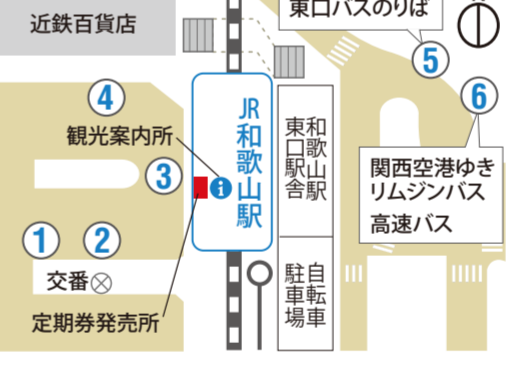 近鉄百貨店
東口バスのりば
5
6
4
観光案内所
3
JR和歌山駅
i
和歌山駅
東口駅舎
関西空港ゆき
リムジンバス
高速バス
1
2
交番
定期券発売所
自転車
駐車場